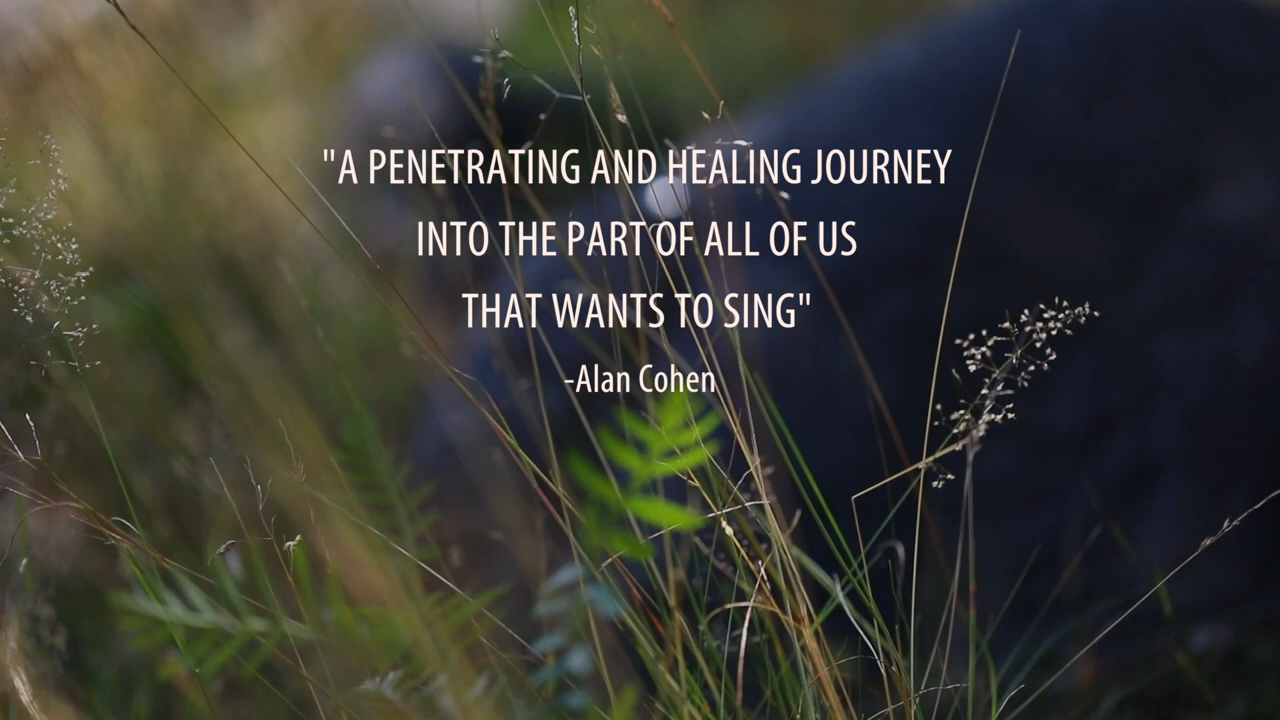 "A PENETRATING AND HEALING JOURNEY
INTO THE PART OF ALL OF US
THAT WANTS TO SING"
-Alan Cohen